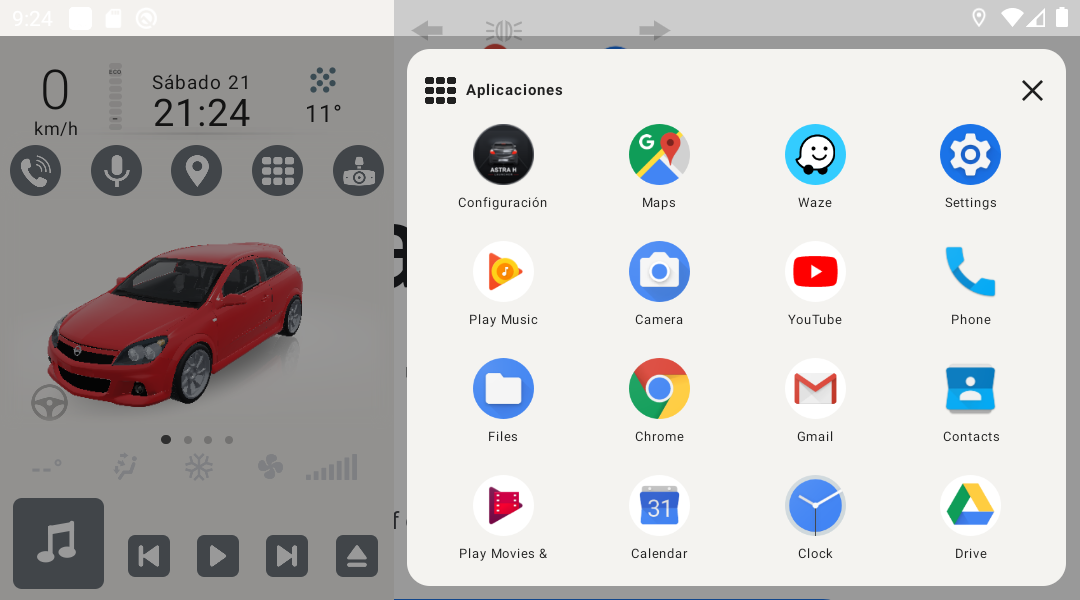 9:24
0
km/h
ECO
Sábado 21
21:24
11°
--°
Aplicaciones
ASTRA H
Configuración
G
Maps
Waze
Settings
Play Music
Camera
YouTube
Phone
Files
Chrome
Gmail
Contacts
Play Movies &
31
Calendar
Clock
Drive